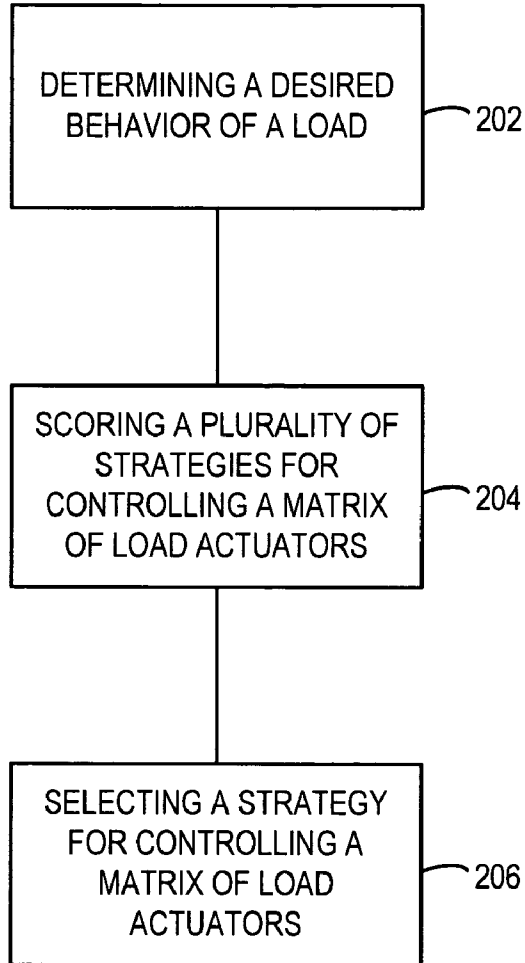 DETERMINING A DESIRED
BEHAVIOR OF A LOAD
202
SCORING A PLURALITY OF
STRATEGIES FOR
CONTROLLING A MATRIX
OF LOAD ACTUATORS
204
SELECTING A STRATEGY
FOR CONTROLLING A
MATRIX OF LOAD
ACTUATORS
206